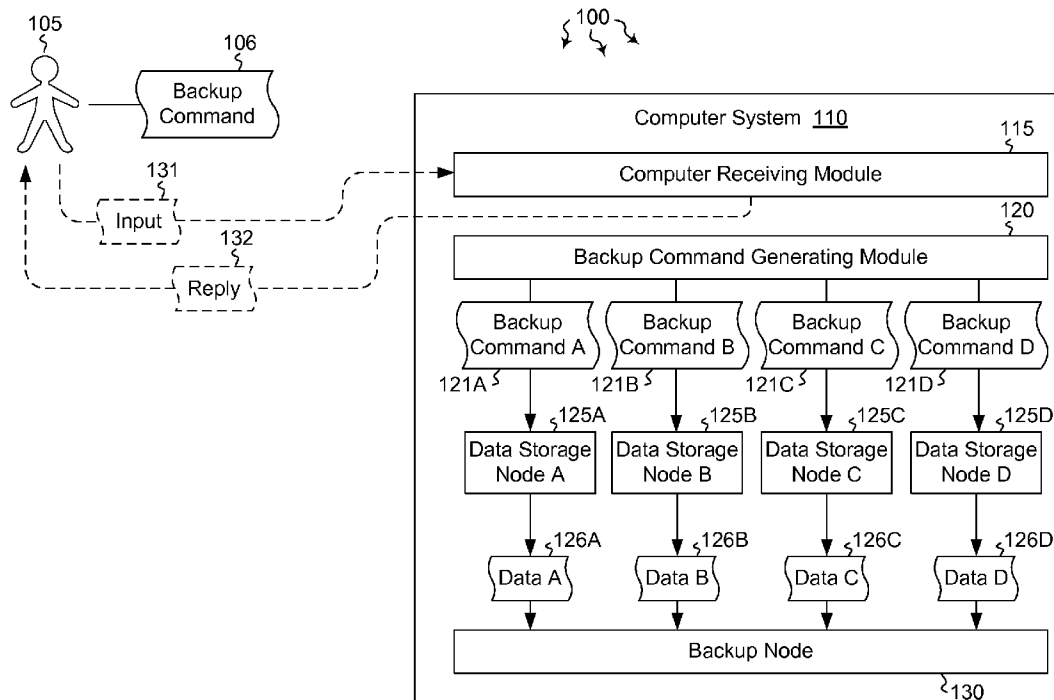 100
105
106
Backup
Command
Computer System 110
115
Computer Receiving Module
131
Input
132
Reply
120
Backup Command Generating Module
Backup
Command A
Backup
Command B
Backup
Command C
Backup
Command D
121A
121B
121C
121D
125A
125B
125C
125D
Data Storage
Node A
Data Storage
Node B
Data Storage
Node C
Data Storage
Node D
126A
126B
126C
126D
Data A
Data B
Data C
Data D
Backup Node
130